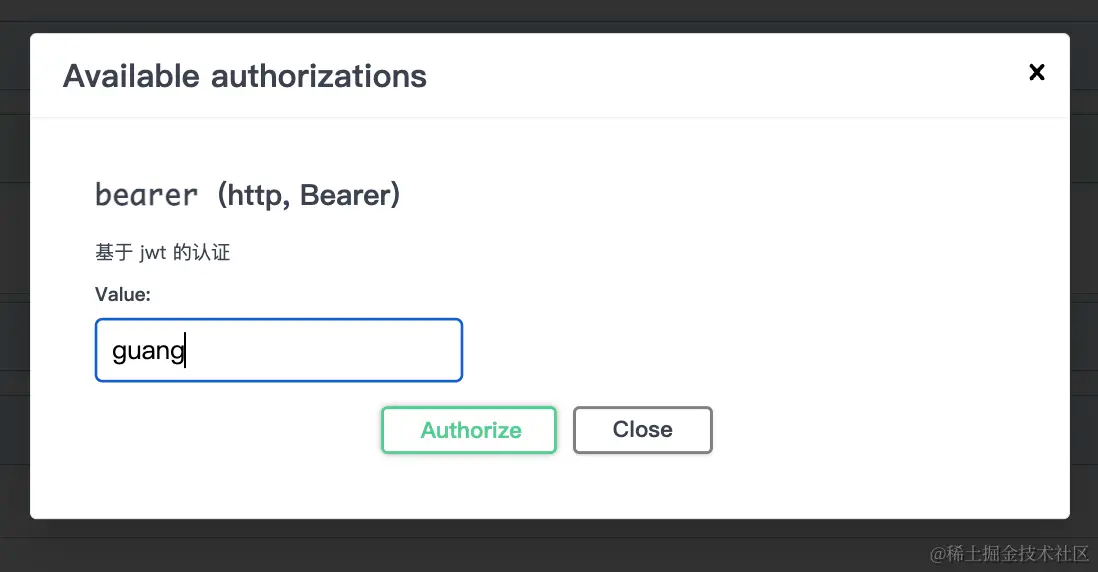 Available authorizations
bearer (http, Bearer)
基于 jwt 的认证
Value:
guang
Authorize Close
@稀土掘金技术社区